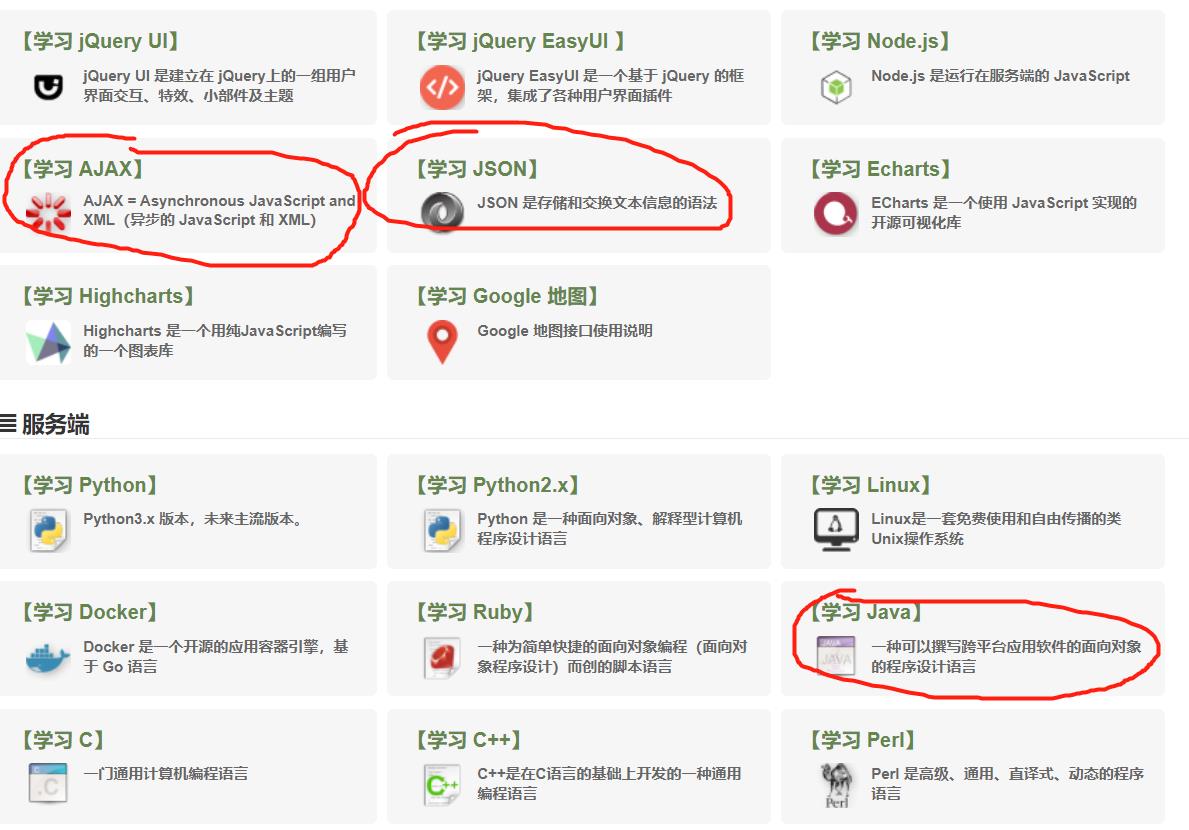 【学习 jQuery UI】
jQuery UI 是建立在 jQuery上的一组用户
界面交互、特效、小部件及主题
【学习 jQuery EasyUI 】
jQuery EasyUI 是一个基于 jQuery 的框
架，集成了各种用户界面插件
【学习 Node.js】
Node.js 是运行在服务端的 JavaScript
【学习 AJAX】
AJAX = Asynchronous JavaScript and
XML（异步的 JavaScript 和 XML）
【学习 JSON】
JSON 是存储和交换文本信息的语法
【学习 Echarts】
ECharts 是一个使用 JavaScript 实现的
开源可视化库
【学习 Highcharts】
Highcharts 是一个用纯JavaScript编写
的一个图表库
【学习 Google 地图】
Google 地图接口使用说明
服务端
【学习 Python】
Python3.x 版本，未来主流版本。
【学习 Python2.x】
Python 是一种面向对象、解释型计算机
程序设计语言
【学习 Linux】
Linux是一套免费使用和自由传播的类
Unix操作系统
【学习 Docker】
Docker 是一个开源的应用容器引擎，基
于 Go 语言
【学习 Ruby】
一种为简单快捷的面向对象编程（面向对
象程序设计）而创的脚本语言
【学习 Java】
JAVA
JAVA
一种可以撰写跨平台应用软件的面向对象
的程序设计语言
【学习 C】
.C
一门通用计算机编程语言
【学习 C++】
C++
C++是在C语言的基础上开发的一种通用
编程语言
【学习 Perl】
Perl
Perl 是高级、通用、直译式、动态的程序
语言